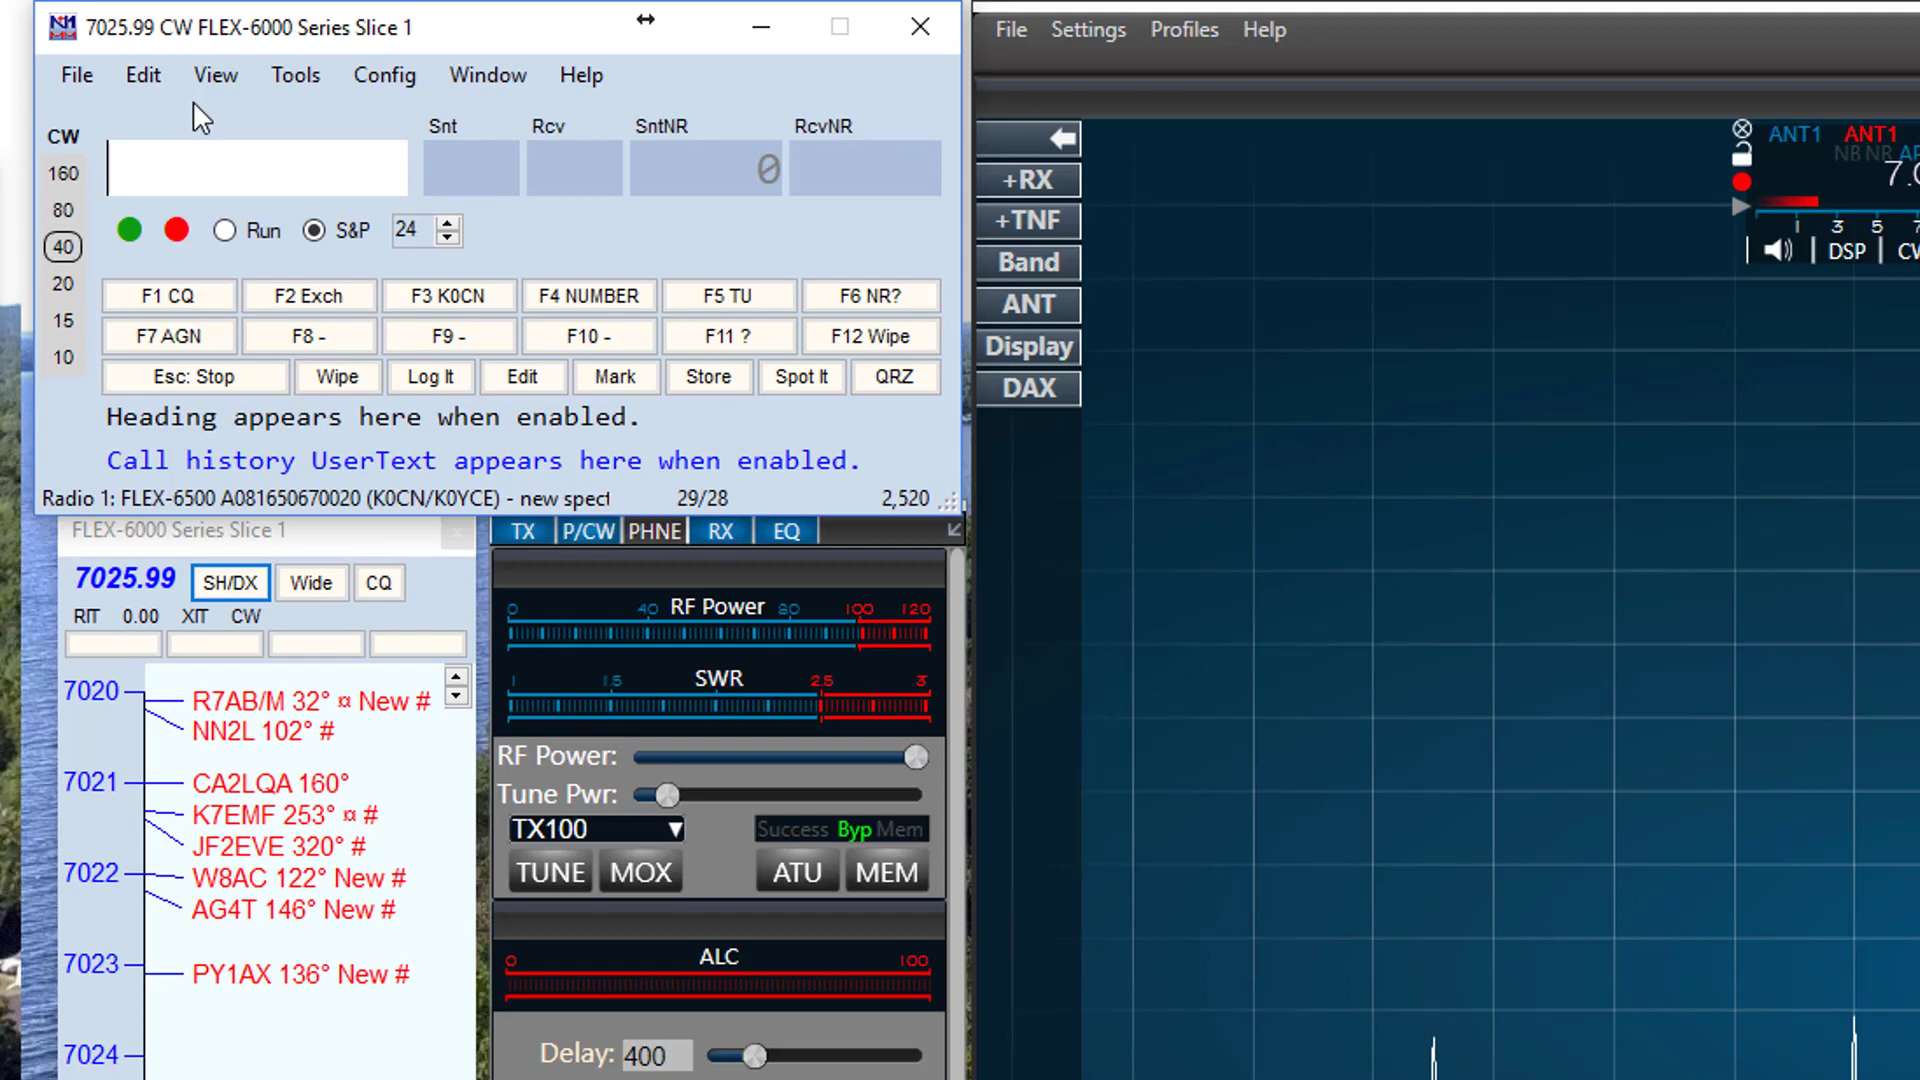 7025.99 CW FLEX-6000 Series Slice 1
File Edit View Tools Config Window Help
CW
Snt Rcv SntNR RcvNR
0
160
80
40
20
15
10
Run S&P 24
F1 CQ F2 Exch F3 K0CN F4 NUMBER F5 TU F6 NR?
F7 AGN F8 - F9 - F10 - F11 ? F12 Wipe
Esc: Stop Wipe Log It Edit Mark Store Spot It QRZ
Heading appears here when enabled.
Call history UserText appears here when enabled.
Radio 1: FLEX-6500 A081650670020 (K0CN/K0YCE) - new spect 29/28 2,520
FLEX-6000 Series Slice 1
7025.99 SH/DX Wide CQ
RIT 0.00 XIT CW
7020
R7AB/M 32° ¤ New #
NN2L 102° #
7021
CA2LQA 160°
K7EMF 253° ¤ #
JF2EVE 320° #
7022
W8AC 122° New #
AG4T 146° New #
7023
PY1AX 136° New #
7024
TX P/CW PHNE RX EQ
RF Power
0 40 80 100 120
SWR
1 1.5 2.5 3
RF Power:
Tune Pwr:
TX100 Success Byp Mem
TUNE MOX ATU MEM
ALC
0 100
Delay: 400
File Settings Profiles Help
+RX
+TNF
Band
ANT
Display
DAX
ANT1 ANT1
NB NR AP
7.0
1 3 5 7
DSP CW